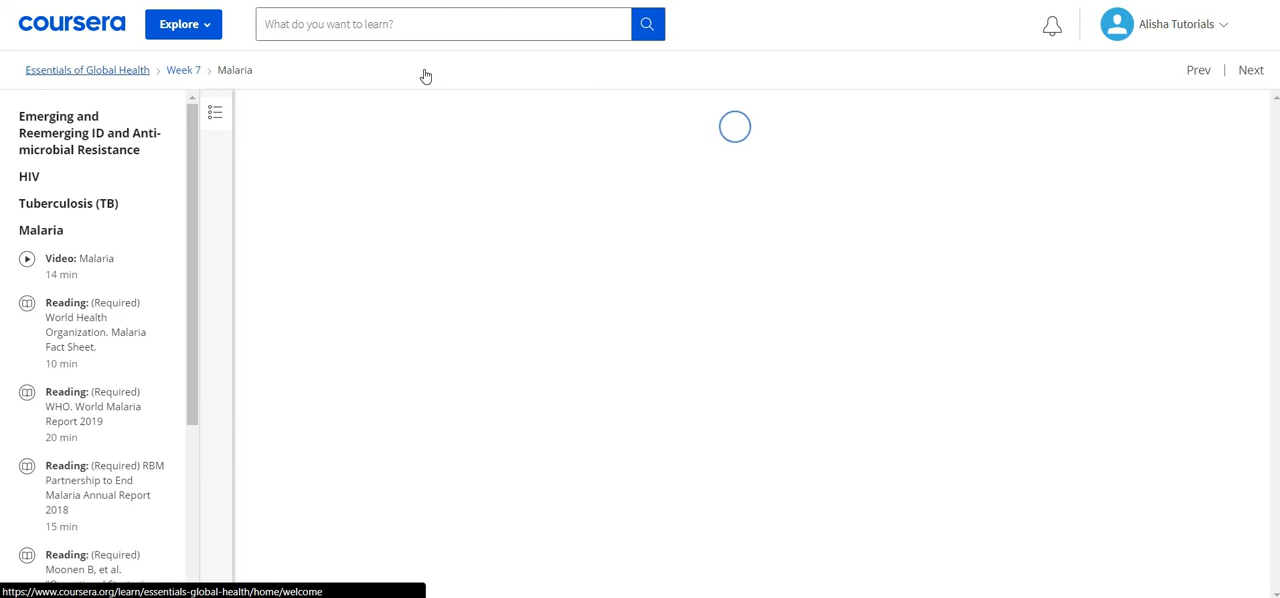 coursera
Explore
What do you want to learn?
Alisha Tutorials
Essentials of Global Health > Week 7 > Malaria
Prev | Next
Emerging and
Reemerging ID and Anti-
microbial Resistance
HIV
Tuberculosis (TB)
Malaria
Video: Malaria
14 min
Reading: (Required)
World Health
Organization. Malaria
Fact Sheet.
10 min
Reading: (Required)
WHO. World Malaria
Report 2019
20 min
Reading: (Required) RBM
Partnership to End
Malaria Annual Report
2018
15 min
Reading: (Required)
Moonen B, et al.
https://www.coursera.org/learn/essentials-global-health/home/welcome